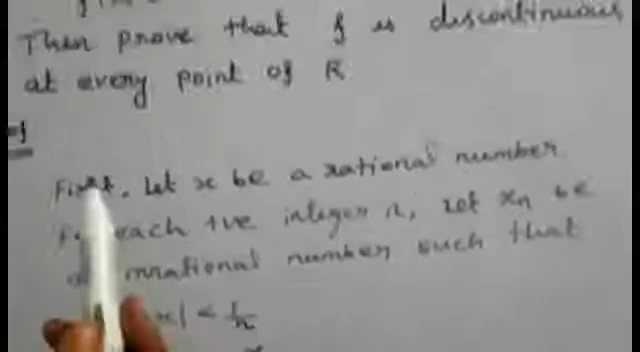 Then prove that f is discontinuous
at every point of R
First, Let x be a rational number
each +ve integer n, let xn be
irrational number such that
x| < 1/n